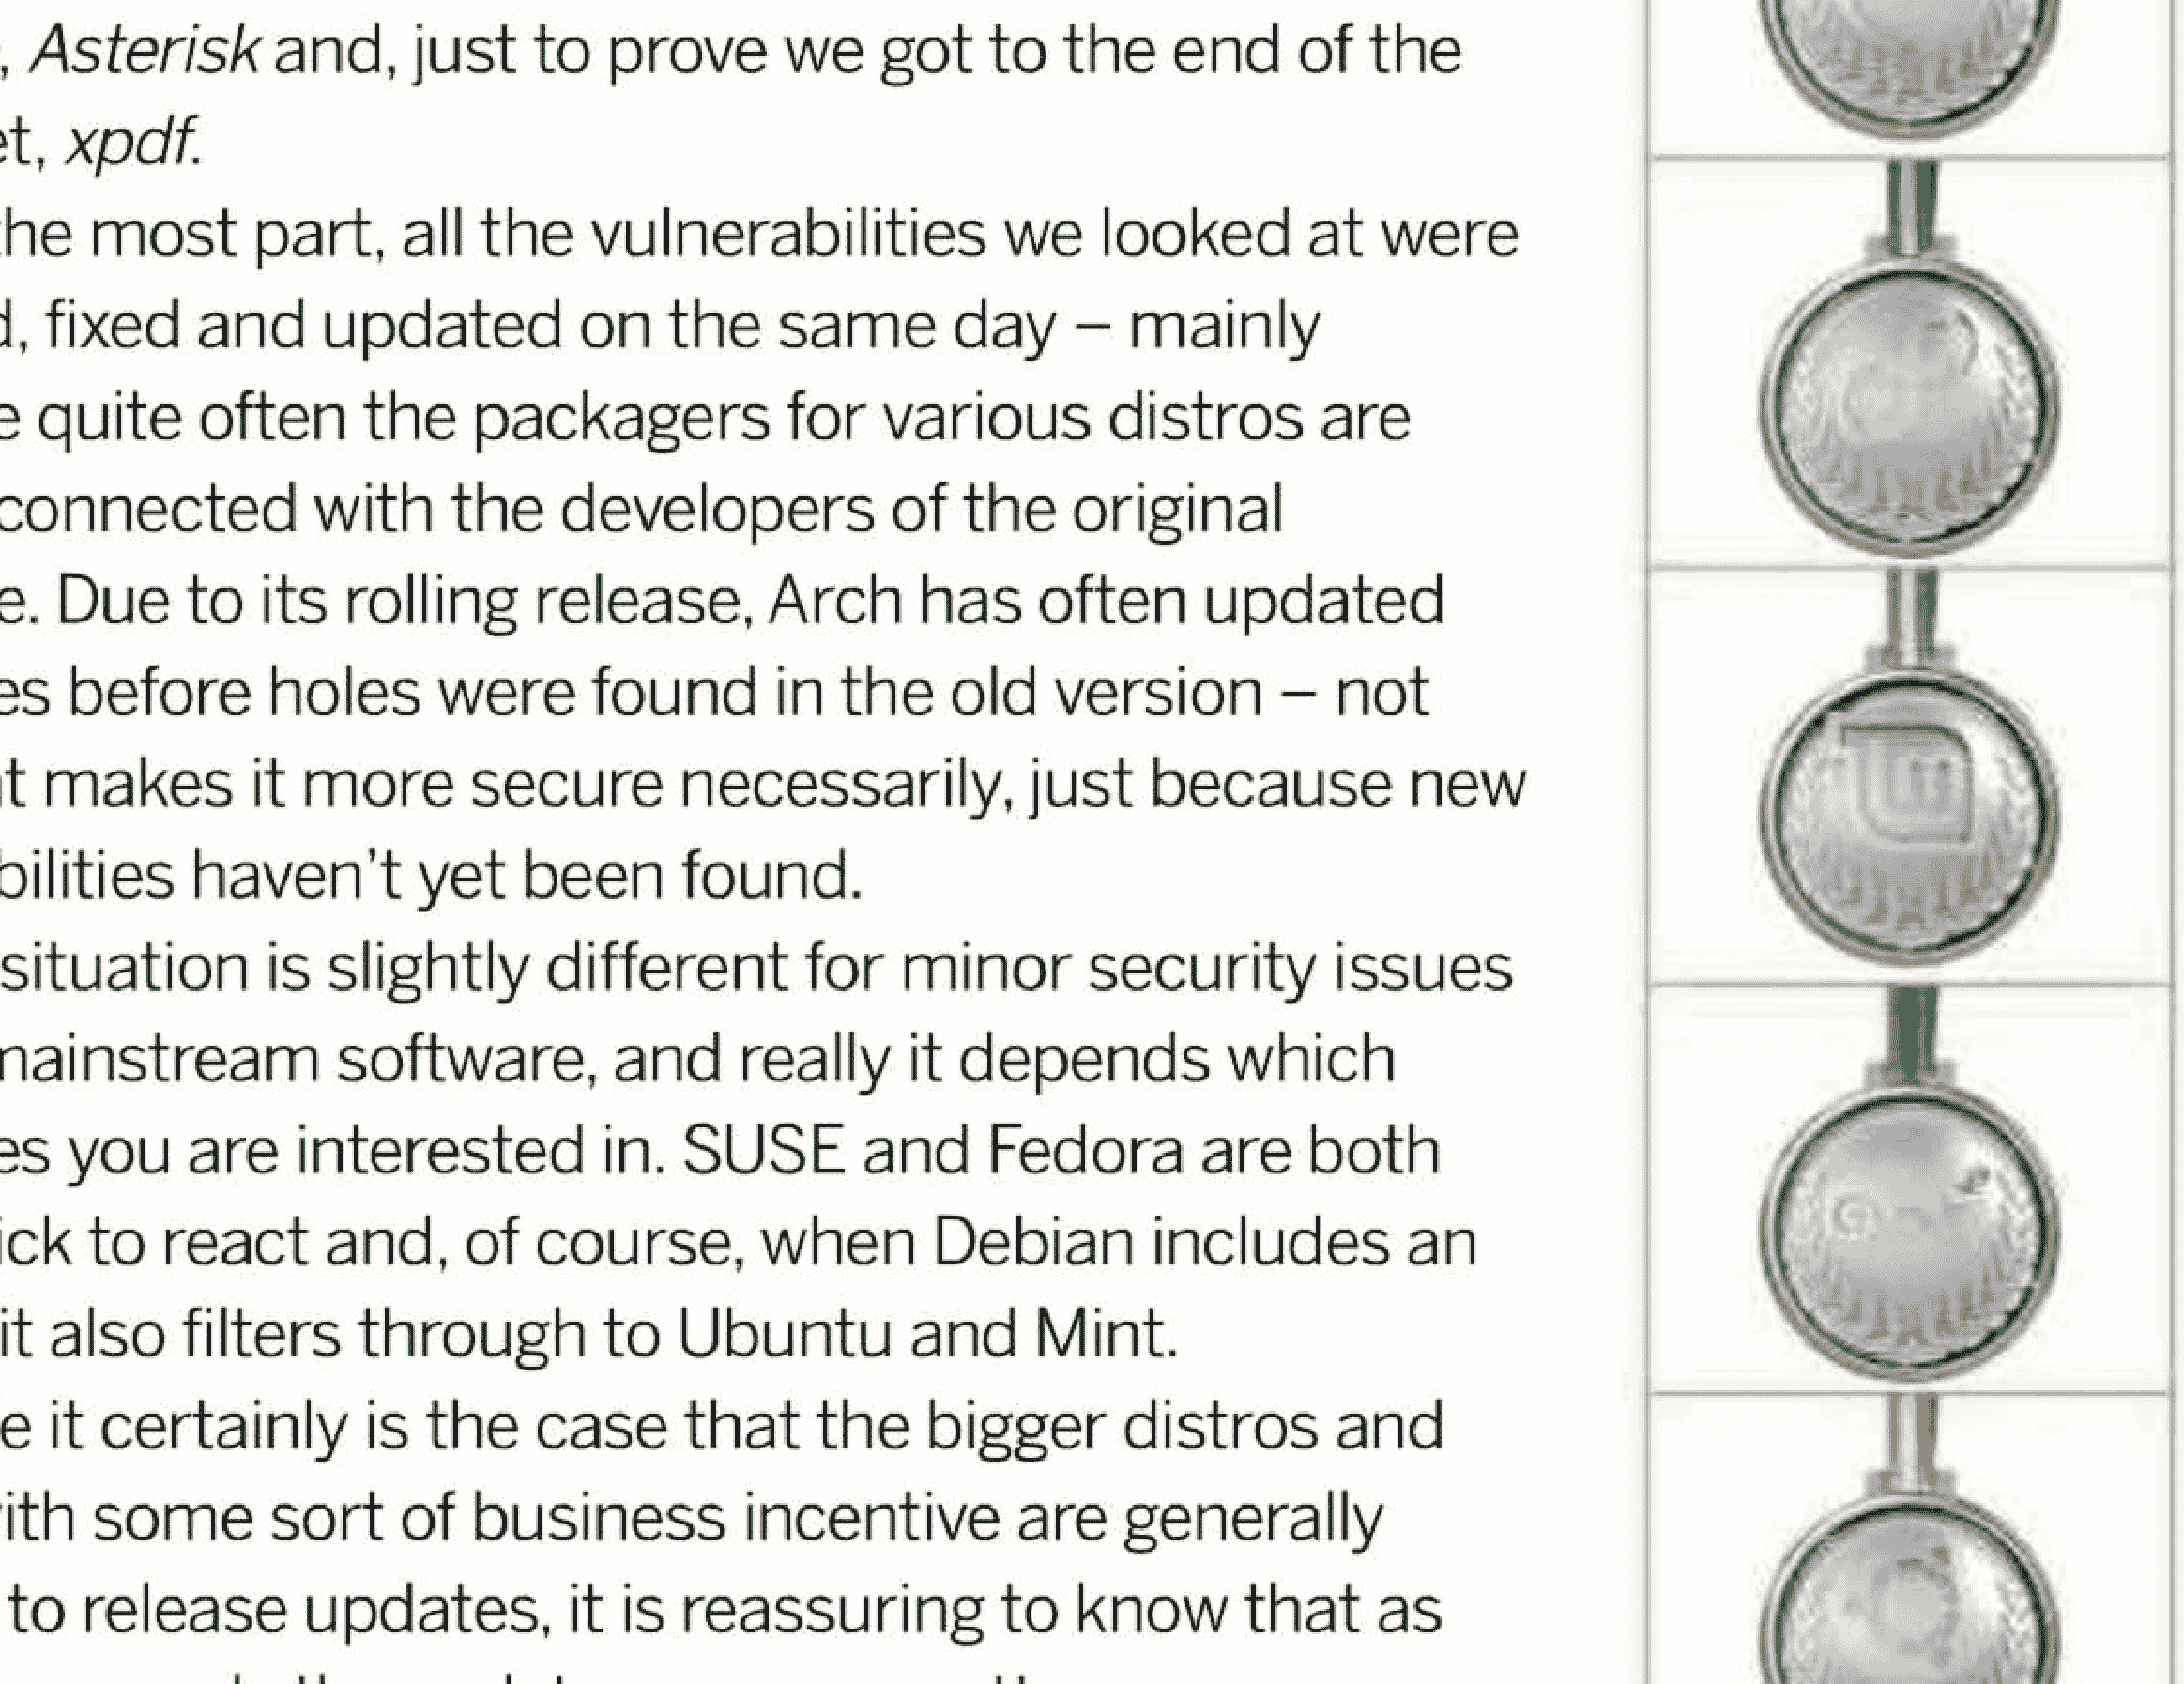 , Asterisk and, just to prove we got to the end of the
et, xpdf.
the most part, all the vulnerabilities we looked at were
d, fixed and updated on the same day – mainly
e quite often the packagers for various distros are
connected with the developers of the original
e. Due to its rolling release, Arch has often updated
es before holes were found in the old version – not
at makes it more secure necessarily, just because new
bilities haven't yet been found.
situation is slightly different for minor security issues
mainstream software, and really it depends which
es you are interested in. SUSE and Fedora are both
ick to react and, of course, when Debian includes an
it also filters through to Ubuntu and Mint.
e it certainly is the case that the bigger distros and
ith some sort of business incentive are generally
to release updates, it is reassuring to know that as